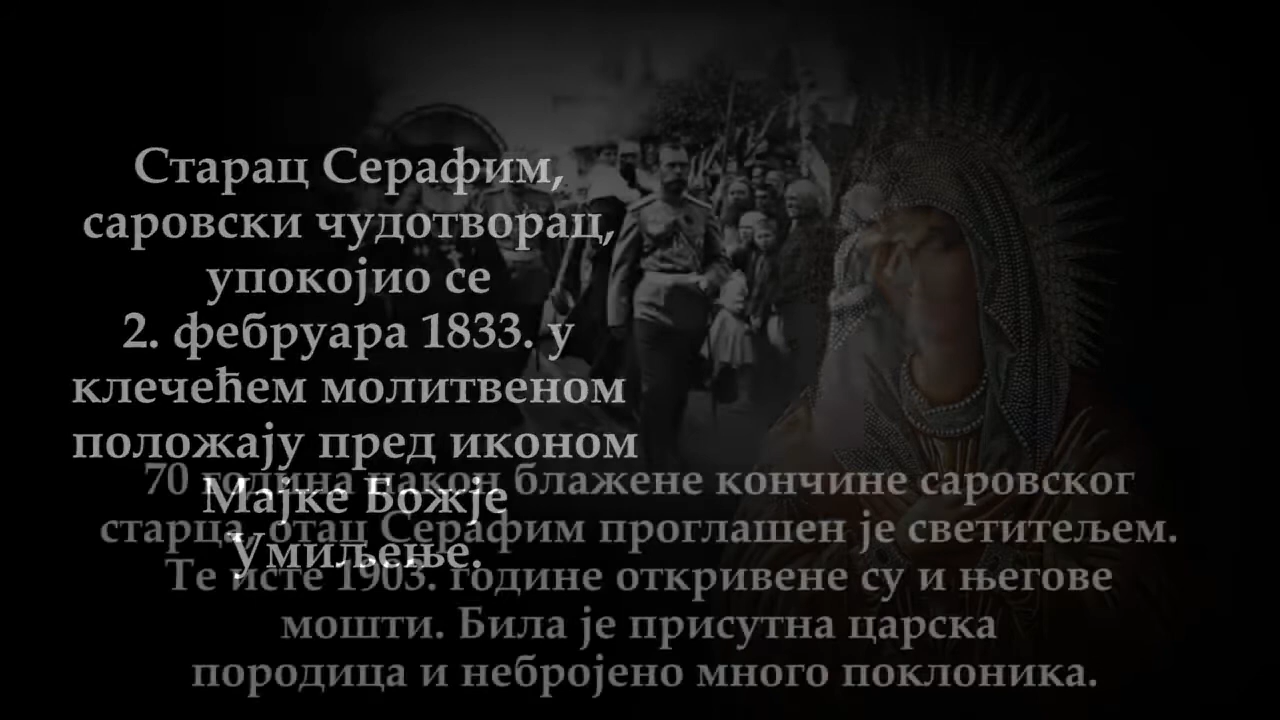 Старац Серафим,
саровски чудотворац,
упокојио се
2. фебруара 1833. у
клечећем молитвеном
положају пред иконом
Мајке Божје
Умиљење.
70 година након блажене кончине саровског
старца, отац Серафим проглашен је светитељем.
Те исте 1903. године откривене су и његове
мошти. Била је присутна царска
породица и небројено много поклоника.